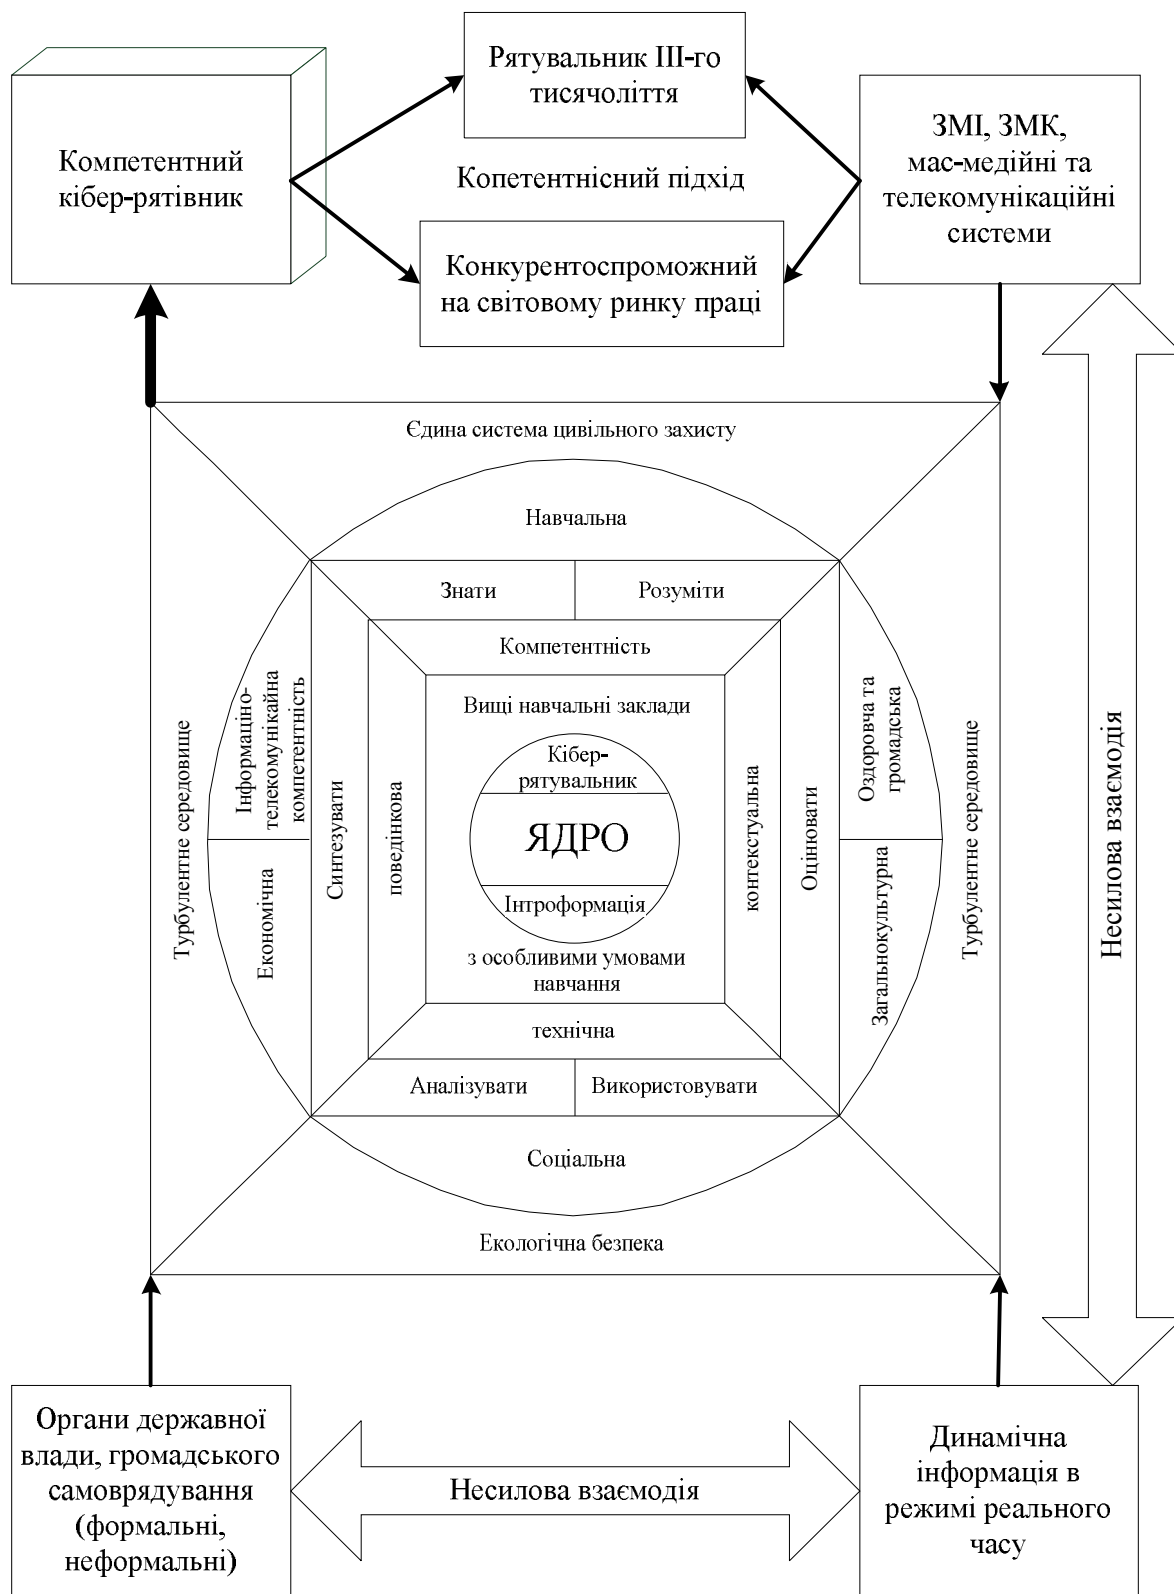 Рятувальник ІІІ-го
тисячоліття
Компетентний
кібер-рятівник
ЗМІ, ЗМК,
мас-медійні та
телекомунікаційні
системи
Копетентнісний підхід
Конкурентоспроможний
на світовому ринку праці
Єдина система цивільного захисту
Навчальна
Знати
Розуміти
Компетентність
Вищі навчальні заклади
Кібер-
рятувальник
ЯДРО
Інтроформація
з особливими умовами
навчання
технічна
Аналізувати
Використовувати
Соціальна
Екологічна безпека
Турбулентне середовище
Інформаціно-
телекомунікайна
компетентність
Економічна
Синтезувати
поведінкова
контекстуальна
Оцінювати
Оздоровча та
громадська
Загальнокультурна
Турбулентне середовище
Несилова взаємодія
Органи державної
влади, громадського
самоврядування
(формальні,
неформальні)
Несилова взаємодія
Динамічна
інформація в
режимі реального
часу